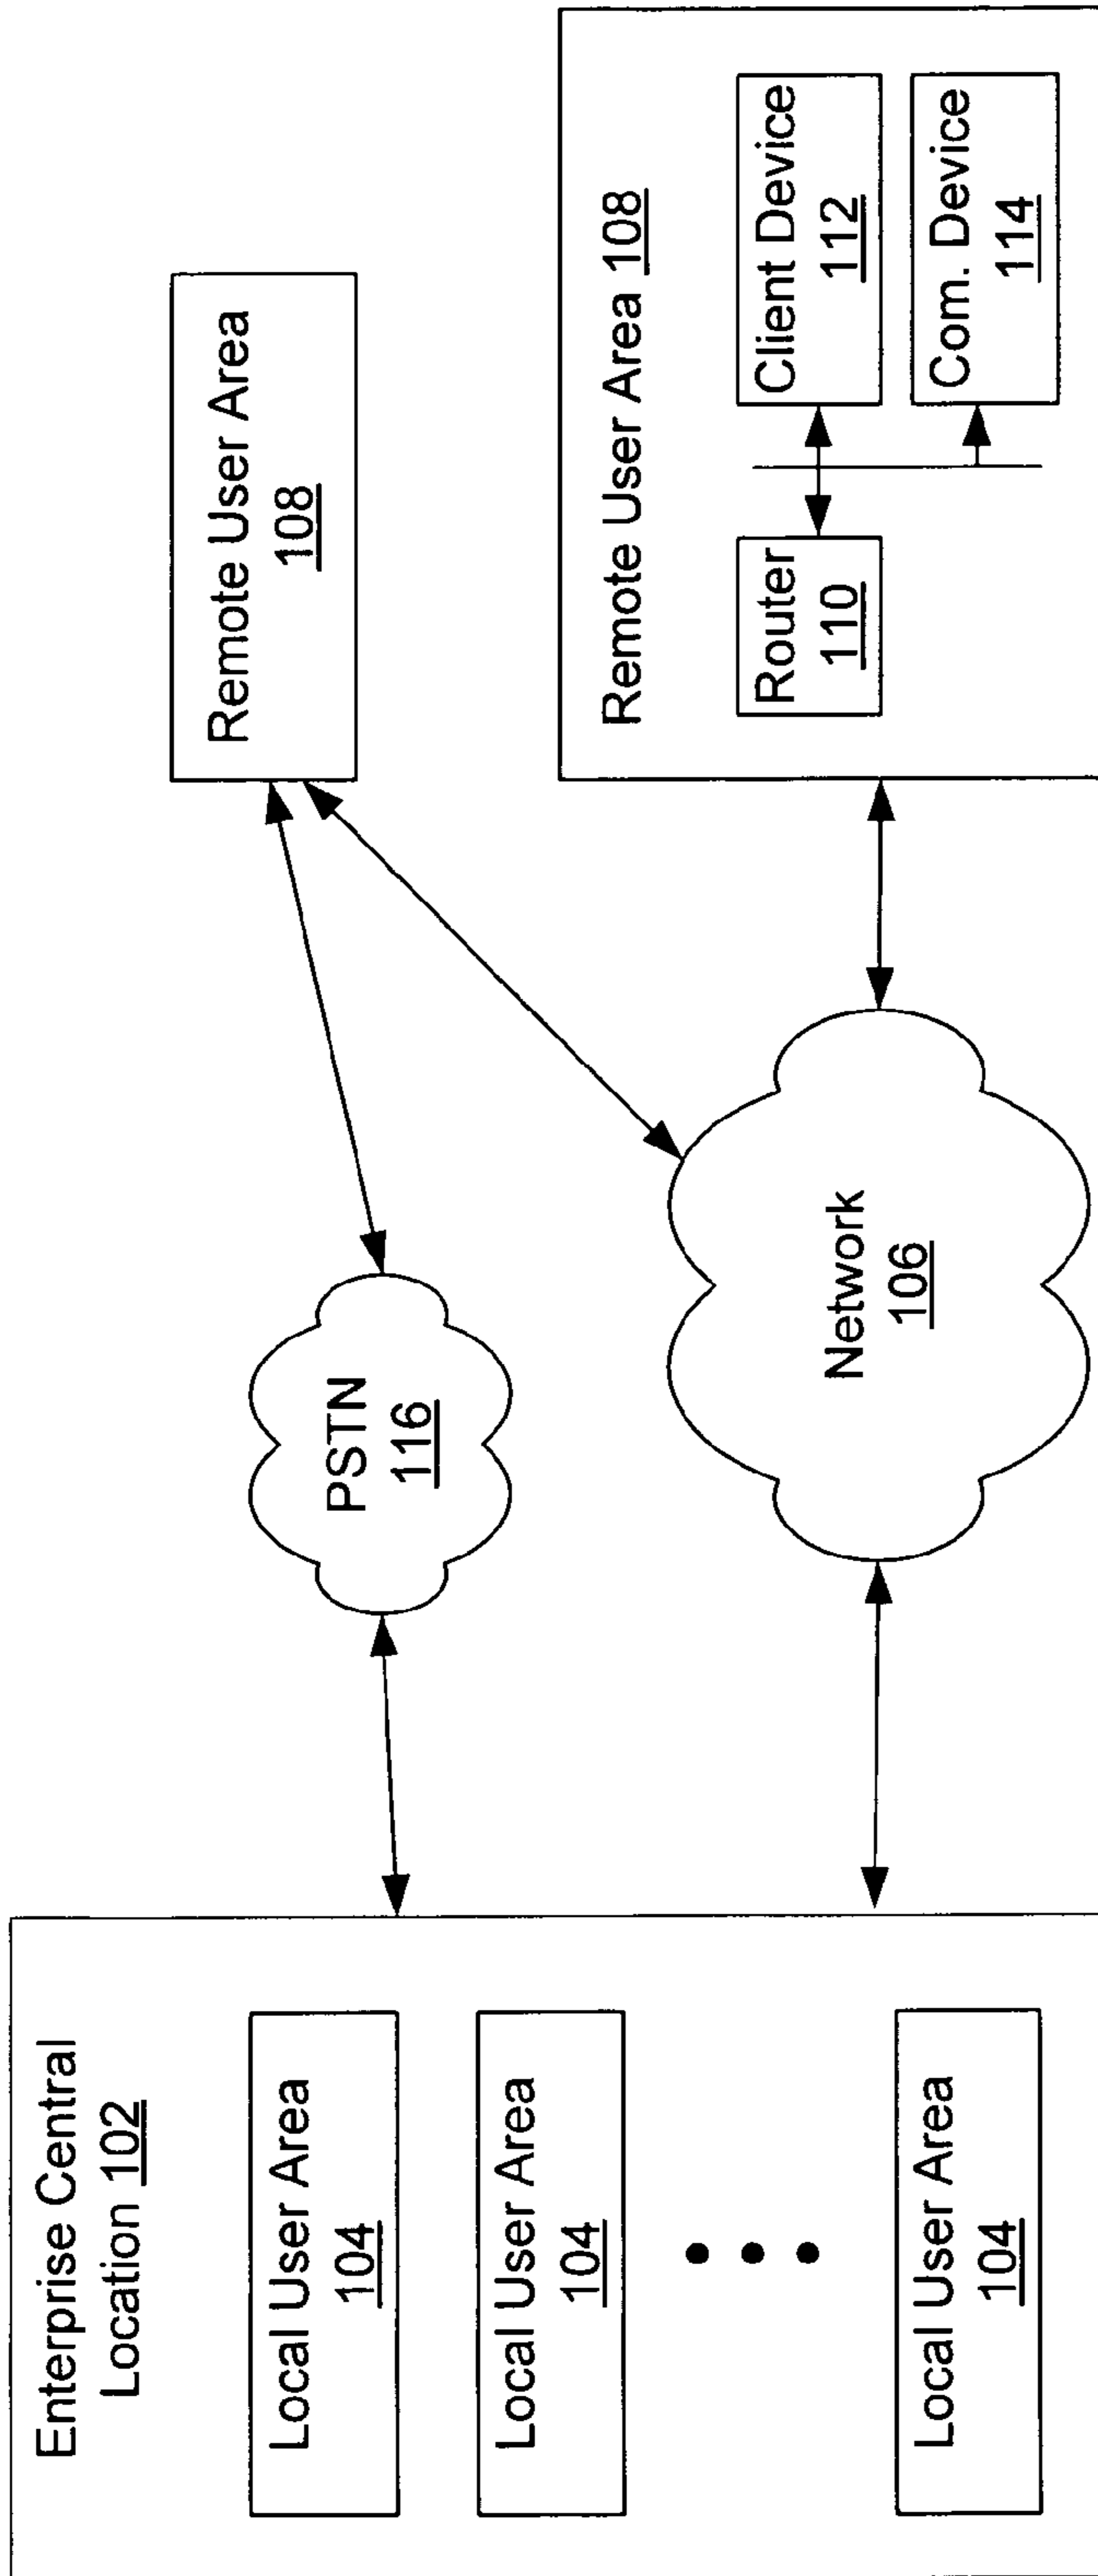 Enterprise Central
Location 102
Local User Area
104
Local User Area
104
Local User Area
104
PSTN
116
Network
106
Remote User Area
108
Remote User Area 108
Router
110
Client Device
112
Com. Device
114